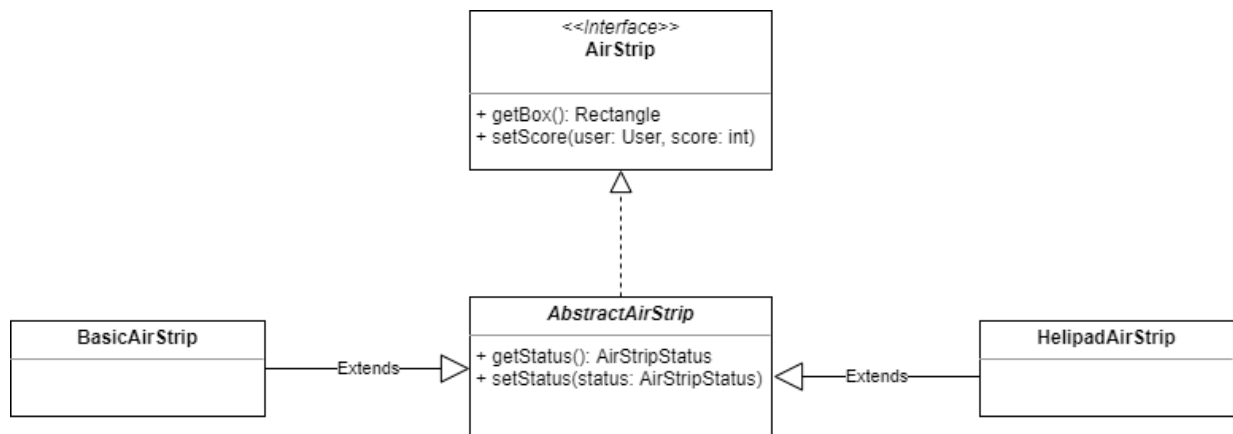 <<Interface>>
AirStrip
+ getBox(): Rectangle
+ setScore(user: User, score: int)
AbstractAirStrip
+ getStatus(): AirStripStatus
+ setStatus(status: AirStripStatus)
BasicAirStrip
Extends
HelipadAirStrip
Extends